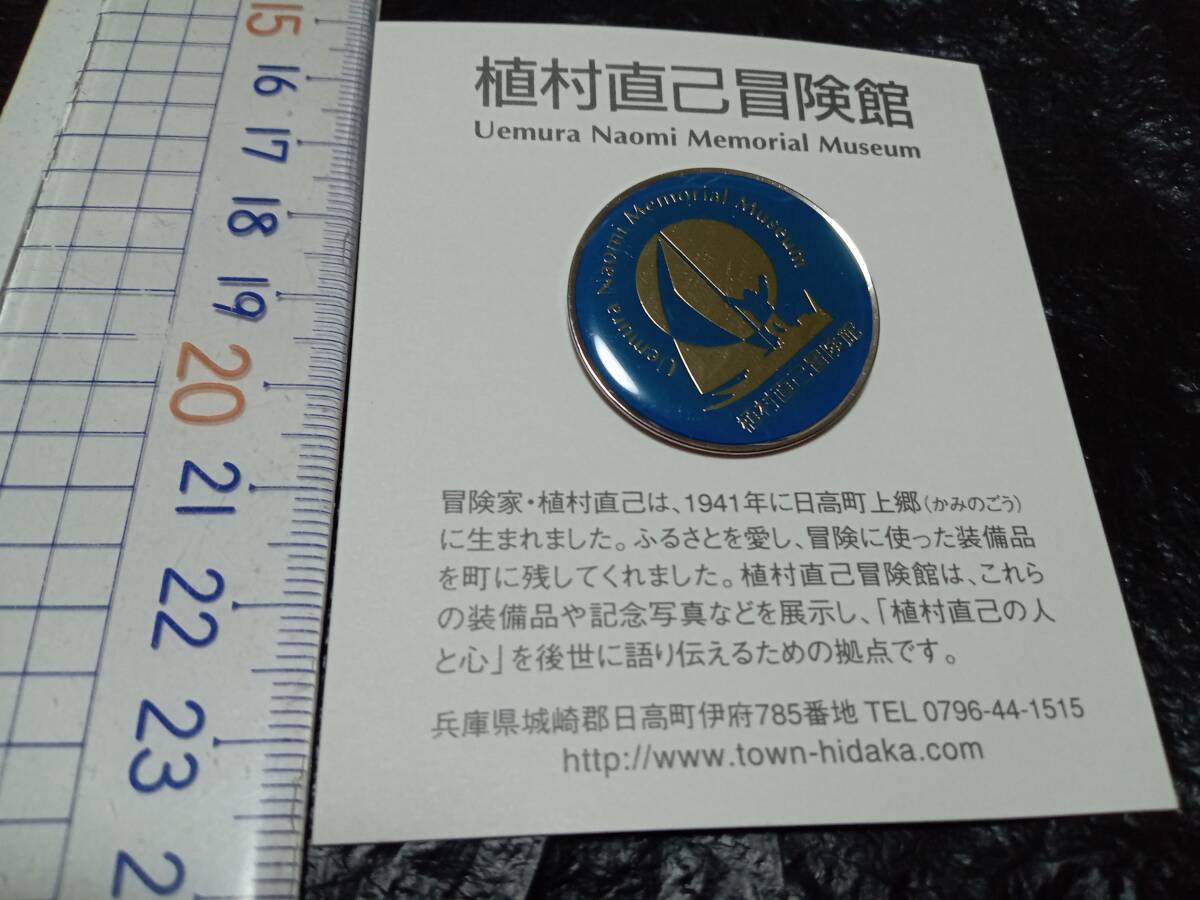 植村直己冒険館
Uemura Naomi Memorial Museum
Uemura Naomi Memorial Museum
植村直己冒険館
冒険家・植村直己は、1941年に日高町上郷(かみのごう)
に生まれました。ふるさとを愛し、冒険に使った装備品
を町に残してくれました。植村直己冒険館は、これら
の装備品や記念写真などを展示し、「植村直己の人
と心」を後世に語り伝えるための拠点です。
兵庫県城崎郡日高町伊府785番地 TEL 0796-44-1515
http://www.town-hidaka.com
15
16
17
18
19
20
21
22
23
2